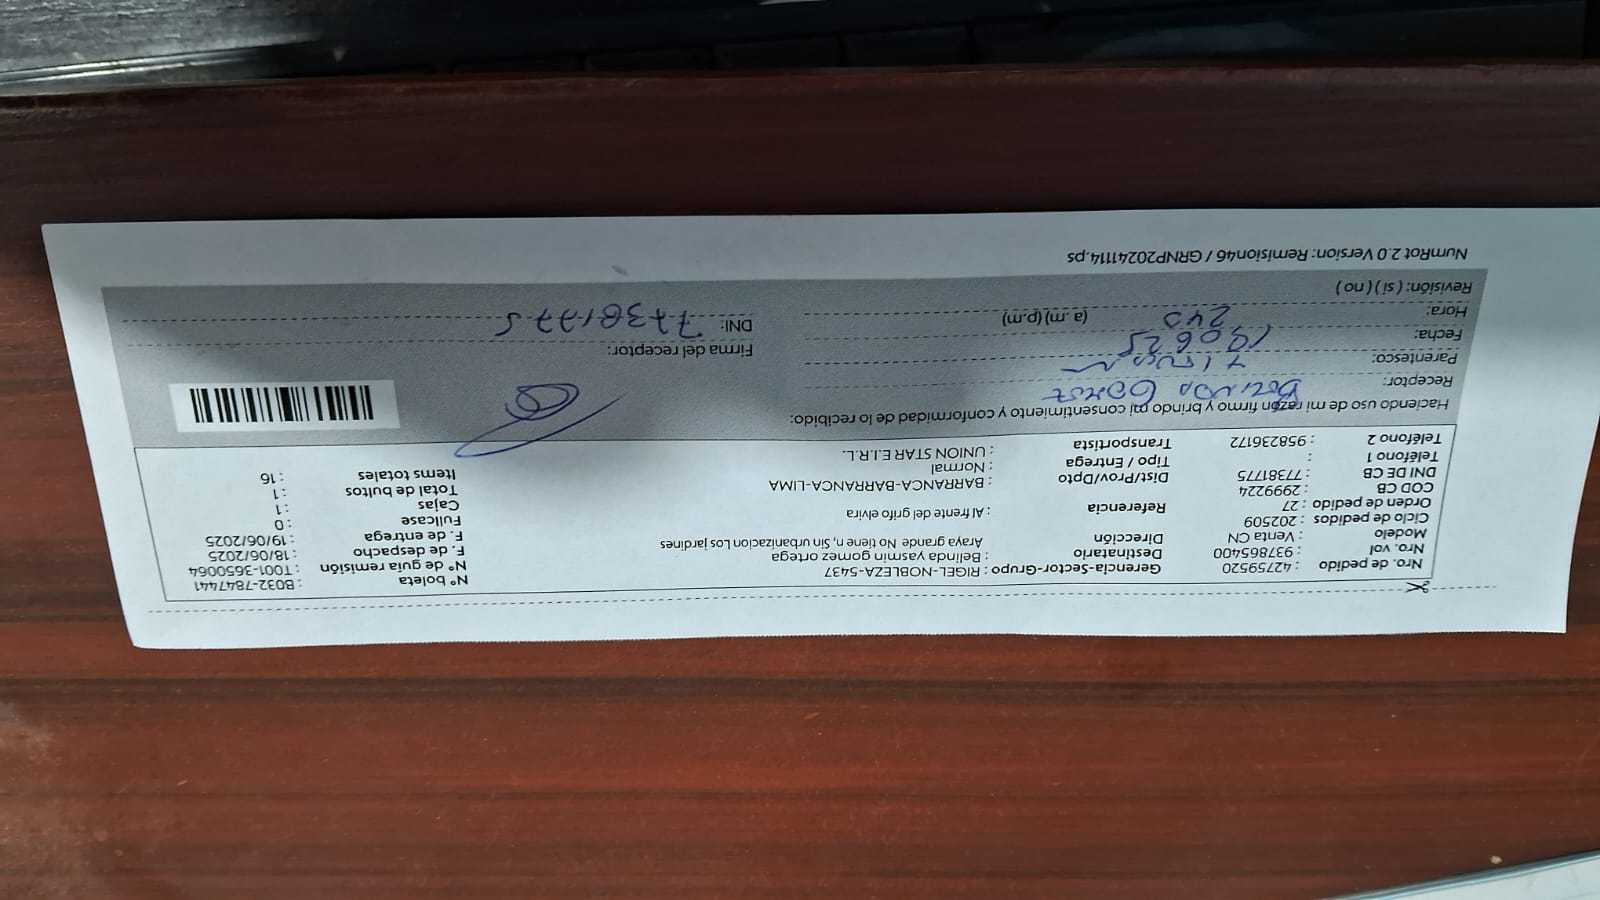 Nro. de pedido : 42759520 Gerencia-Sector-Grupo : RIGEL-NOBLEZA-5437 N° boleta : B032-7847441
Nro. vol : 937865400 Destinatario : Belinda yasmin gomez ortega N° de guía de remisión : T001-3650064
Modelo : Venta CN Dirección Araya grande No tiene n, Sin urbanizacion Los jardines F. de despacho : 18/06/2025
Ciclo de pedidos : 202509 F. de entrega : 19/06/2025
Orden de pedido : 27 Referencia : Al frente del grifo elvira Fullcase : 0
COD CB : 2999224 Cajas : 1
DNI DE CB : 77381775 Dist/Prov/Dpto : BARRANCA-BARRANCA-LIMA Total de bultos : 1
Teléfono 1 : Tipo / Entrega : Normal Items totales : 16
Teléfono 2 : 958236172 Transportista : UNION STAR E.I.R.L.
Haciendo uso de mi razón firmo y brindo mi consentimiento y conformidad de lo recibido:
Receptor: Belinda Gomez
Parentesco: Firma del receptor:
Fecha: 19 06 25
Hora: 240 (a.m) (p.m) DNI: 77381775
Revisión: ( si ) ( no )
NumRot 2.0 Version: Remision46 / GRNP20241114.ps